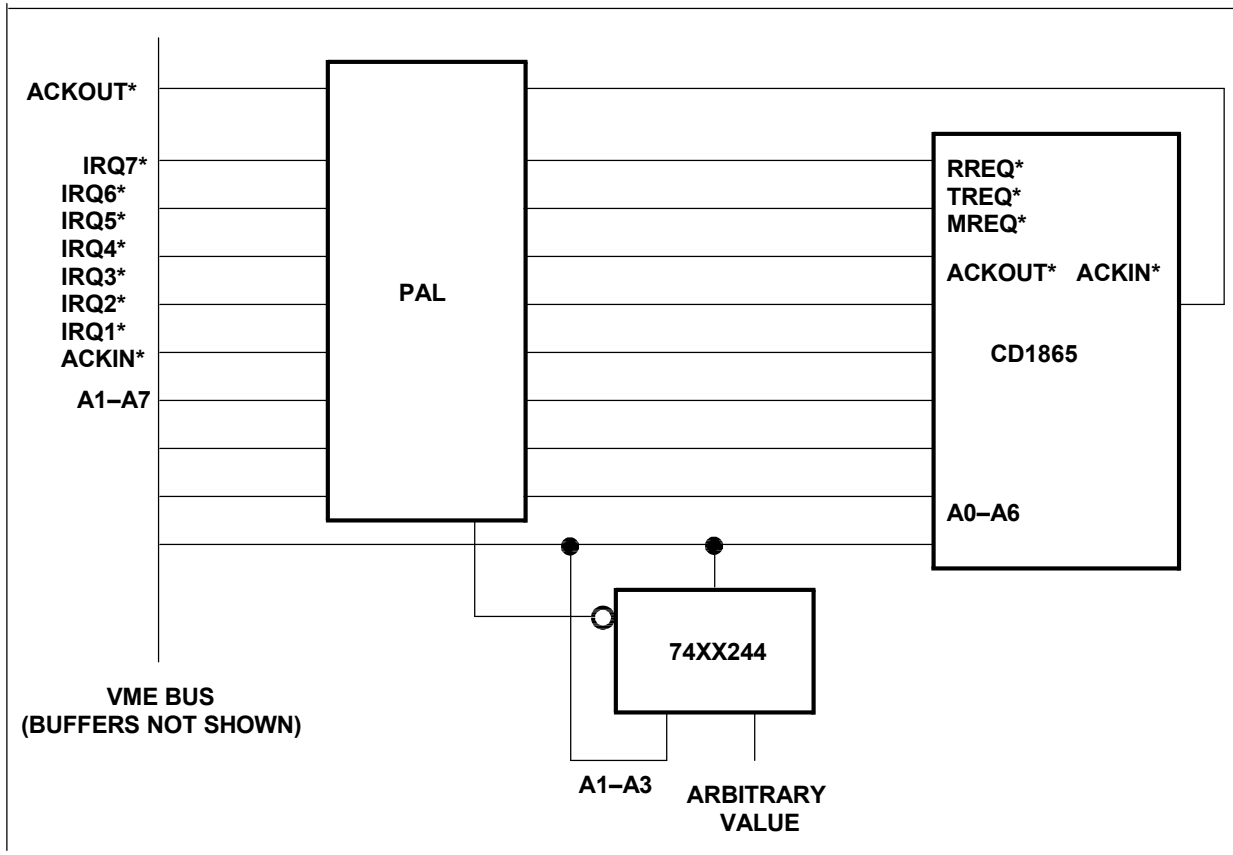 ACKOUT*
IRQ7*
IRQ6*
IRQ5*
IRQ4*
IRQ3*
IRQ2*
IRQ1*
ACKIN*
A1–A7
PAL
RREQ*
TREQ*
MREQ*
ACKOUT* ACKIN*
CD1865
A0–A6
74XX244
VME BUS
(BUFFERS NOT SHOWN)
A1–A3
ARBITRARY
VALUE